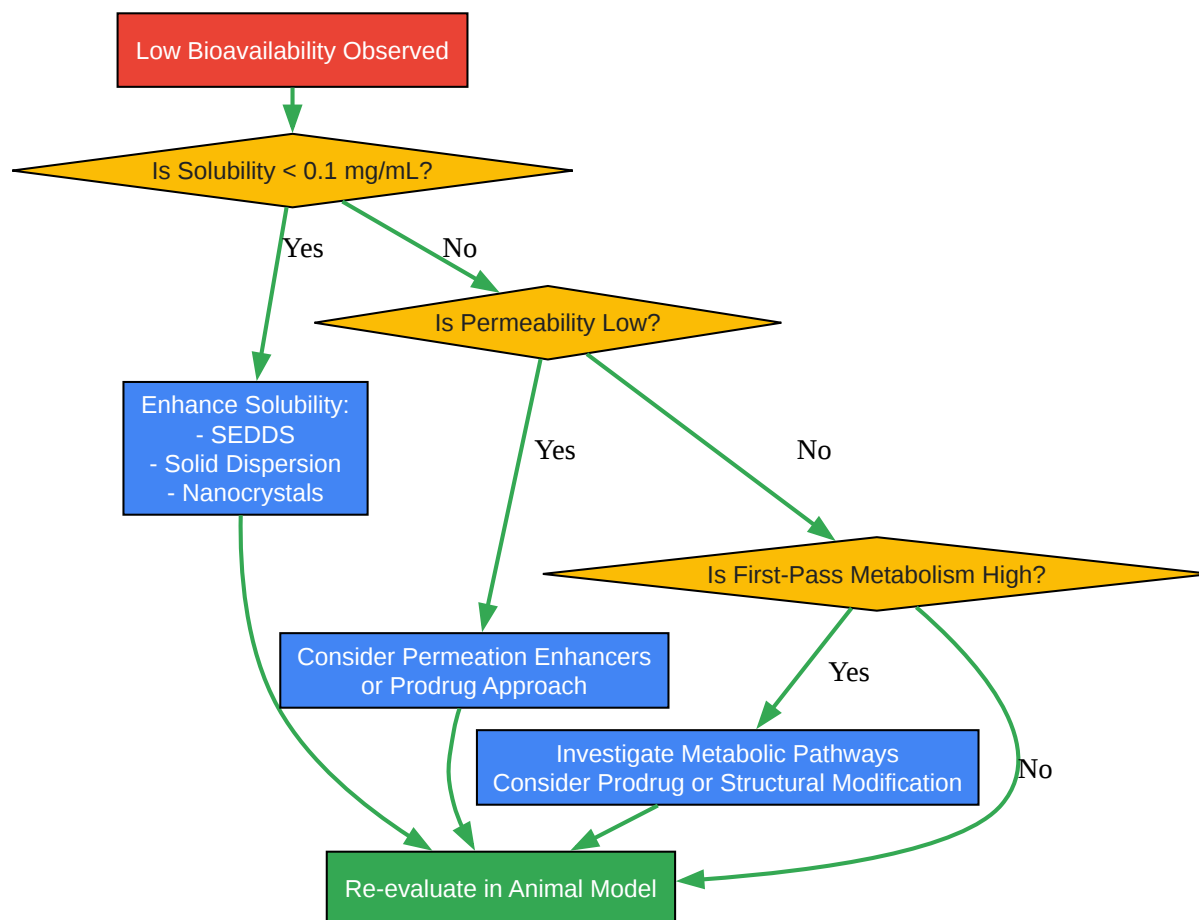 Low Bioavailability Observed
Is Solubility < 0.1 mg/mL?
Yes
No
Is Permeability Low?
Enhance Solubility:
- SEDDS
- Solid Dispersion
- Nanocrystals
Yes
No
Is First-Pass Metabolism High?
Consider Permeation Enhancers
or Prodrug Approach
Yes
Investigate Metabolic Pathways
Consider Prodrug or Structural Modification
No
Re-evaluate in Animal Model